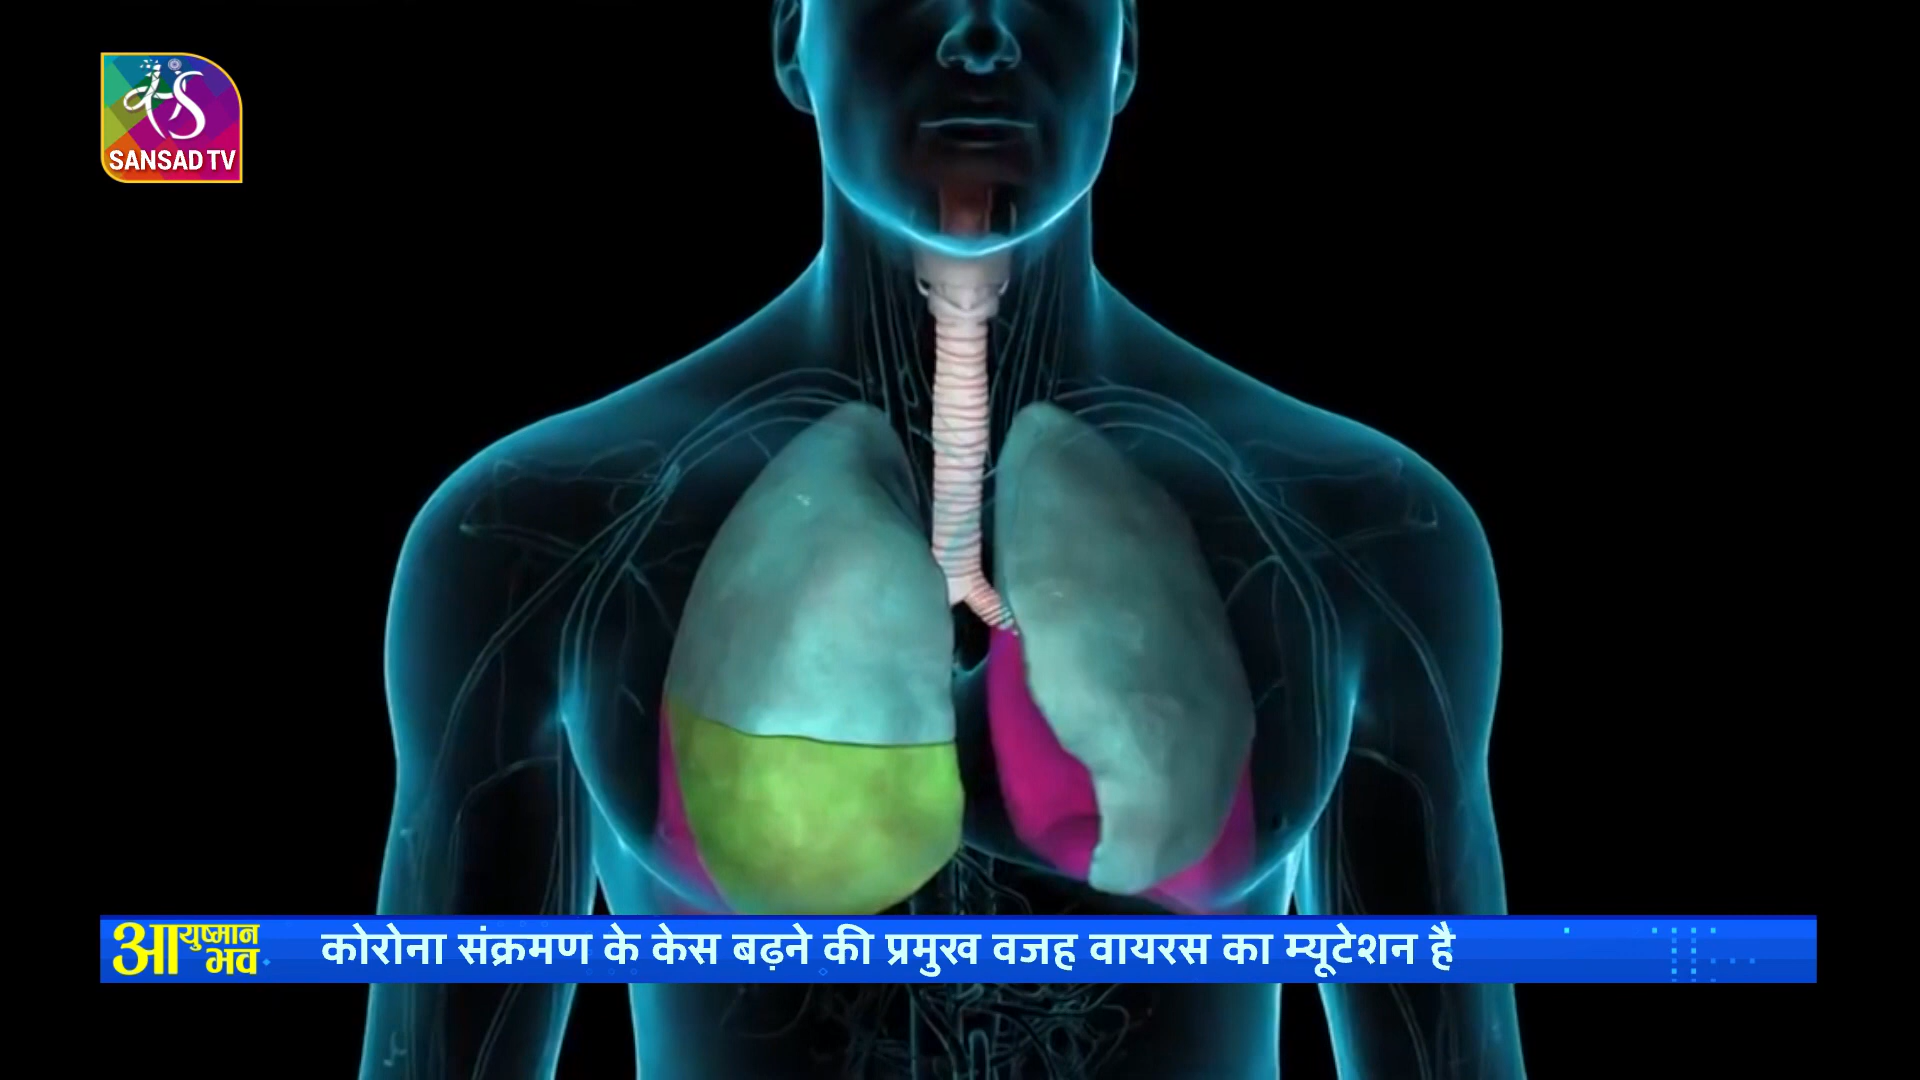 SANSAD TV
आयुष्मान भव
कोरोना संक्रमण के केस बढ़ने की प्रमुख वजह वायरस का म्यूटेशन है